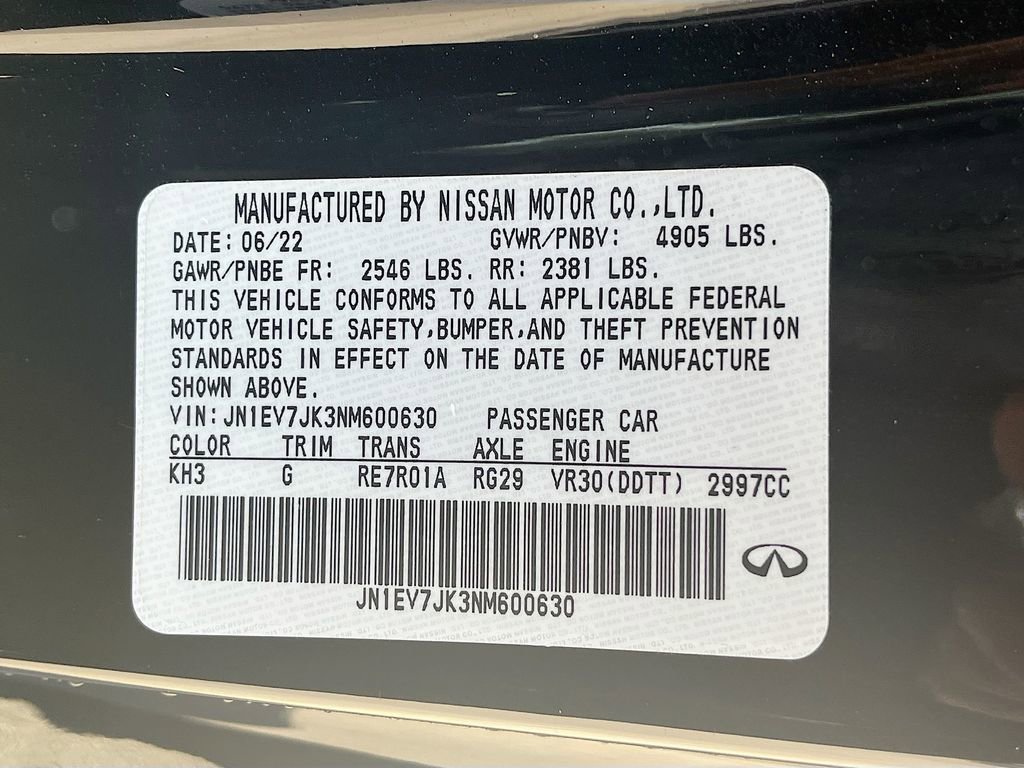 MANUFACTURED BY NISSAN MOTOR CO.,LTD.
DATE: 06/22 GVWR/PNBV: 4905 LBS.
GAWR/PNBE FR: 2546 LBS. RR: 2381 LBS.
THIS VEHICLE CONFORMS TO ALL APPLICABLE FEDERAL
MOTOR VEHICLE SAFETY,BUMPER,AND THEFT PREVENTION
STANDARDS IN EFFECT ON THE DATE OF MANUFACTURE
SHOWN ABOVE.
VIN:JN1EV7JK3NM600630 PASSENGER CAR
COLOR TRIM TRANS AXLE ENGINE
KH3 G RE7R01A RG29 VR30(DDTT) 2997CC
JN1EV7JK3NM600630